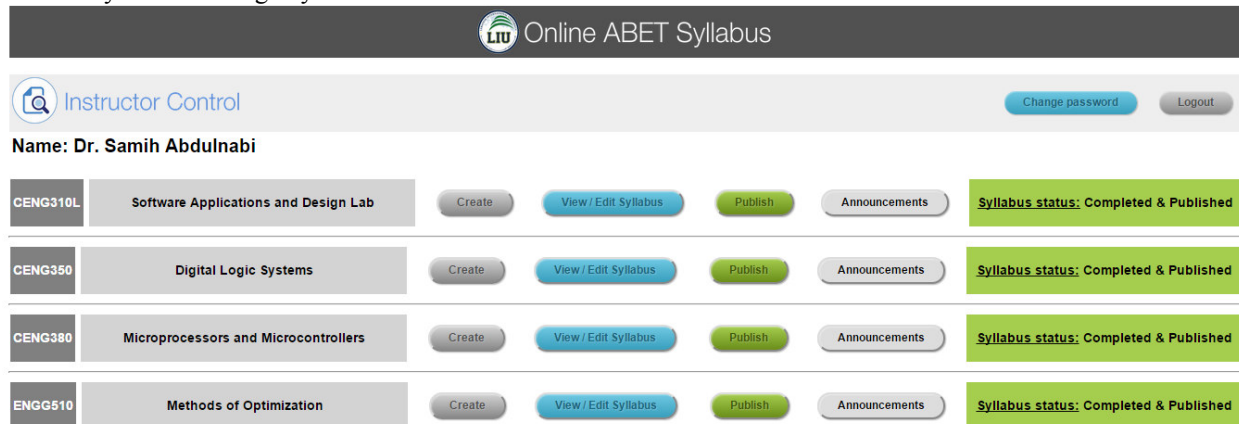 LIU Online ABET Syllabus
Instructor Control Change password Logout
Name: Dr. Samih Abdulnabi
CENG310L Software Applications and Design Lab Create View / Edit Syllabus Publish Announcements Syllabus status: Completed & Published
CENG350 Digital Logic Systems Create View / Edit Syllabus Publish Announcements Syllabus status: Completed & Published
CENG380 Microprocessors and Microcontrollers Create View / Edit Syllabus Publish Announcements Syllabus status: Completed & Published
ENGG510 Methods of Optimization Create View / Edit Syllabus Publish Announcements Syllabus status: Completed & Published